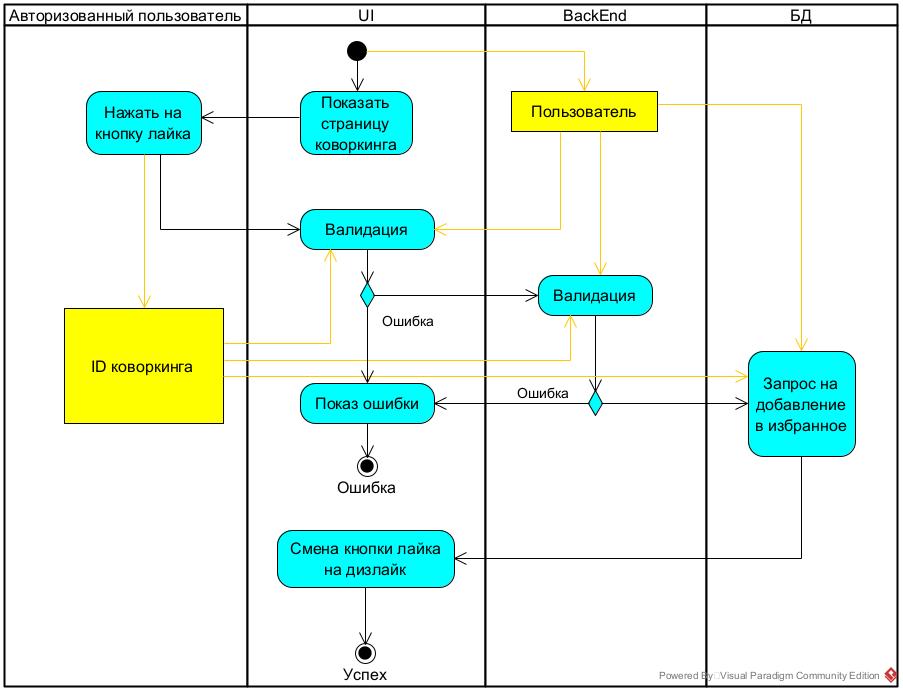 Авторизованный пользователь
UI
BackEnd
БД
Показать
страницу
коворкинга
Нажать на
кнопку лайка
Пользователь
Валидация
Валидация
Ошибка
ID коворкинга
Показ ошибки
Ошибка
Запрос на
добавление
в избранное
Ошибка
Смена кнопки лайка
на дизлайк
Успех
Powered By Visual Paradigm Community Edition